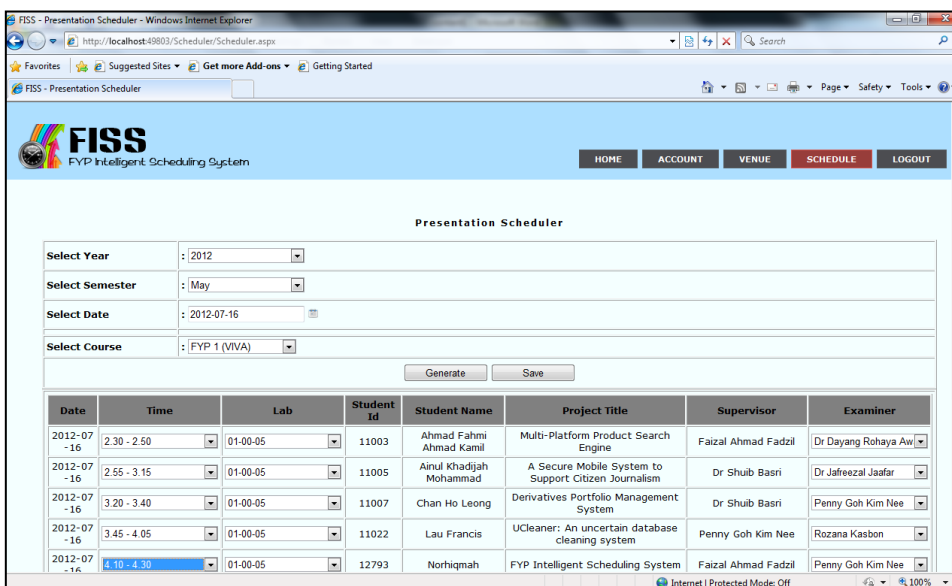 FISS - Presentation Scheduler - Windows Internet Explorer
http://localhost:49803/Scheduler/Scheduler.aspx
Search
Favorites Suggested Sites Get more Add-ons Getting Started
FISS - Presentation Scheduler
Page Safety Tools
FISS
FYP Intelligent Scheduling System
HOME ACCOUNT VENUE SCHEDULE LOGOUT
Presentation Scheduler
Select Year : 2012
Select Semester : May
Select Date : 2012-07-16
Select Course : FYP 1 (VIVA)
Generate Save
Date Time Lab Student Id Student Name Project Title Supervisor Examiner
2012-07-16 2.30 - 2.50 01-00-05 11003 Ahmad Fahmi Ahmad Kamil Multi-Platform Product Search Engine Faizal Ahmad Fadzil Dr Dayang Rohaya Aw
2012-07-16 2.55 - 3.15 01-00-05 11005 Ainul Khadijah Mohammad A Secure Mobile System to Support Citizen Journalism Dr Shuib Basri Dr Jafreezal Jaafar
2012-07-16 3.20 - 3.40 01-00-05 11007 Chan Ho Leong Derivatives Portfolio Management System Dr Shuib Basri Penny Goh Kim Nee
2012-07-16 3.45 - 4.05 01-00-05 11022 Lau Francis UCleaner: An uncertain database cleaning system Penny Goh Kim Nee Rozana Kasbon
2012-07-16 4.10 - 4.30 01-00-05 12793 Norhiqmah FYP Intelligent Scheduling System Faizal Ahmad Fadzil Penny Goh Kim Nee
Internet | Protected Mode: Off 100%